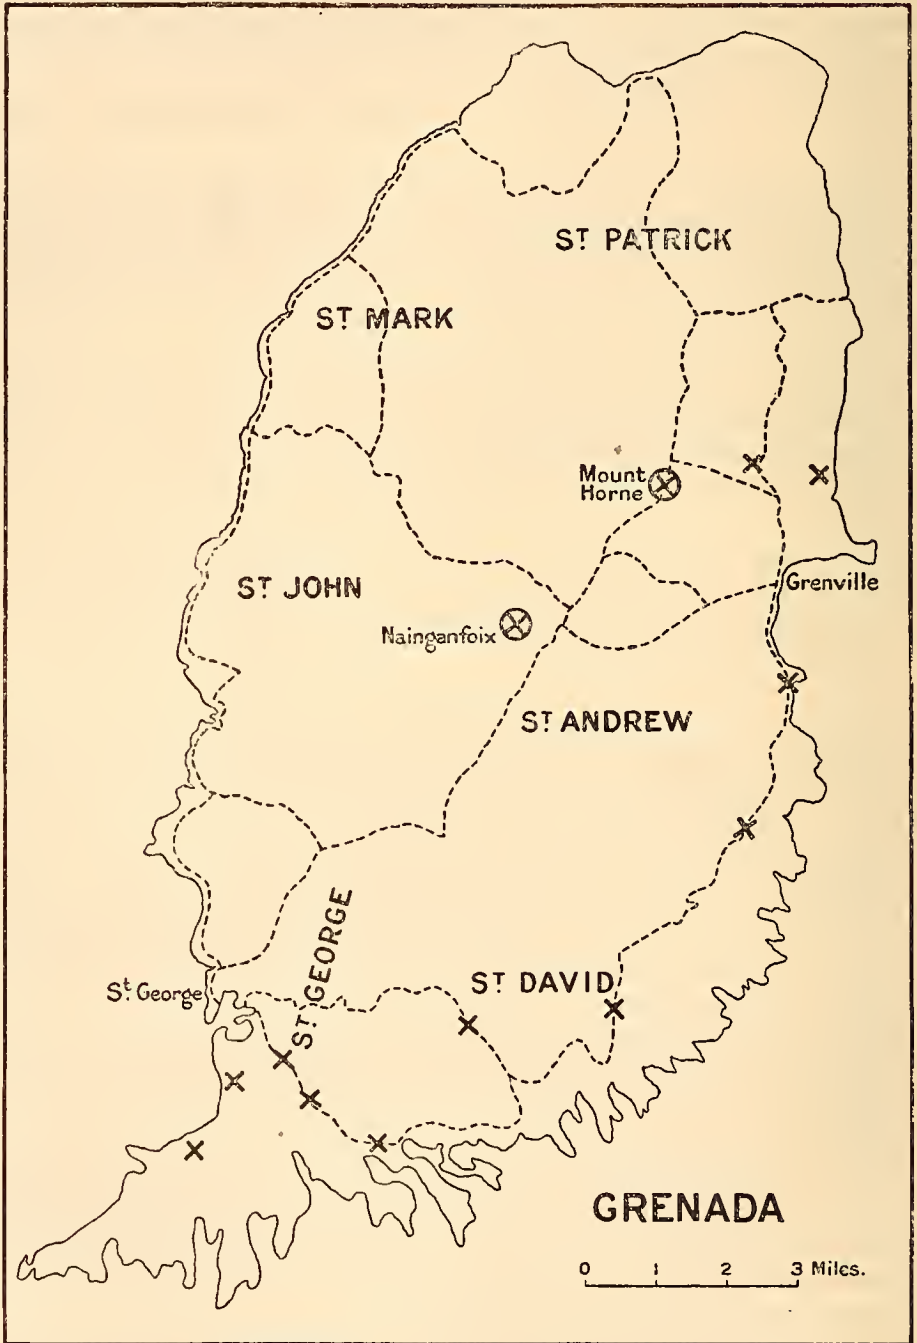 ST PATRICK
ST MARK
Mount
Horne
ST JOHN
Grenville
Nainganfoix
ST ANDREW
ST GEORGE
ST DAVID
St George
GRENADA
0 1 2 3 Miles.